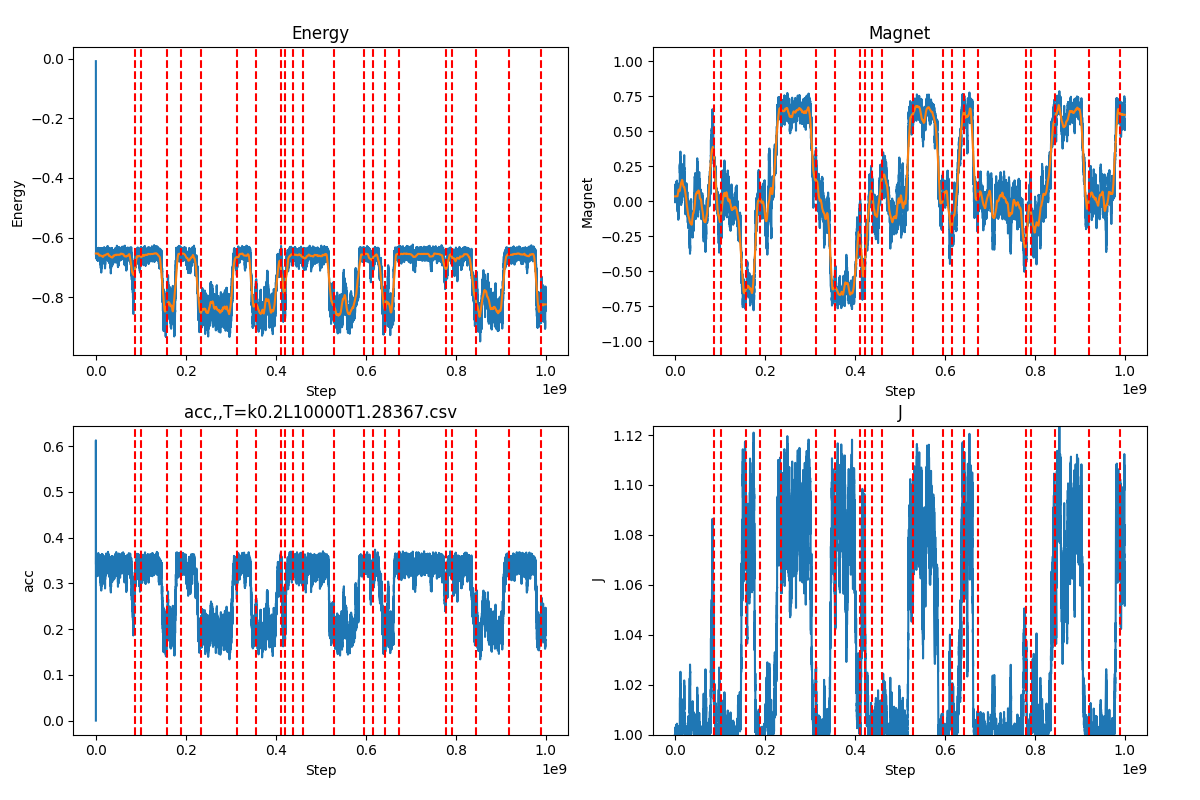 Energy
Energy
0.0
−0.2
−0.4
−0.6
−0.8
0.0 0.2 0.4 0.6 0.8 1.0
1e9
Step
Magnet
Magnet
1.00
0.75
0.50
0.25
0.00
−0.25
−0.50
−0.75
−1.00
0.0 0.2 0.4 0.6 0.8 1.0
1e9
Step
acc,,T=k0.2L10000T1.28367.csv
acc
0.6
0.5
0.4
0.3
0.2
0.1
0.0
0.0 0.2 0.4 0.6 0.8 1.0
1e9
Step
J
J
1.12
1.10
1.08
1.06
1.04
1.02
1.00
0.0 0.2 0.4 0.6 0.8 1.0
1e9
Step